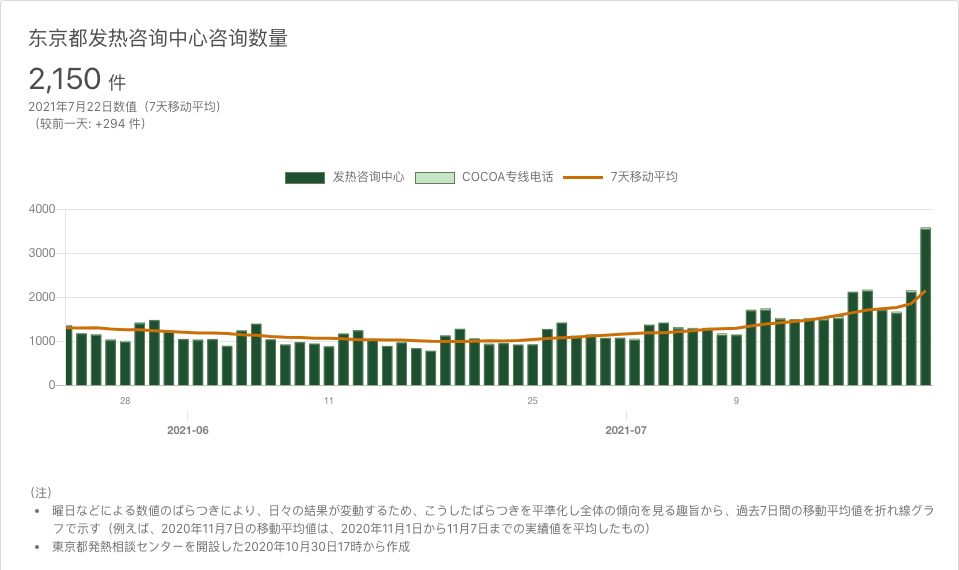 东京都发热咨询中心咨询数量
2,150 件
2021年7月22日数值（7天移动平均）
（较前一天: +294 件）
发热咨询中心 COCOA专线电话 7天移动平均
4000
3000
2000
1000
0
28 11 25 9
2021-06 2021-07
（注）
• 曜日などによる数値のばらつきにより、日々の結果が変動するため、こうしたばらつきを平準化し全体の傾向を見る趣旨から、過去7日間の移動平均値を折れ線グラ
フで示す（例えば、2020年11月7日の移動平均値は、2020年11月1日から11月7日までの実績値を平均したもの）
• 東京都発熱相談センターを開設した2020年10月30日17時から作成